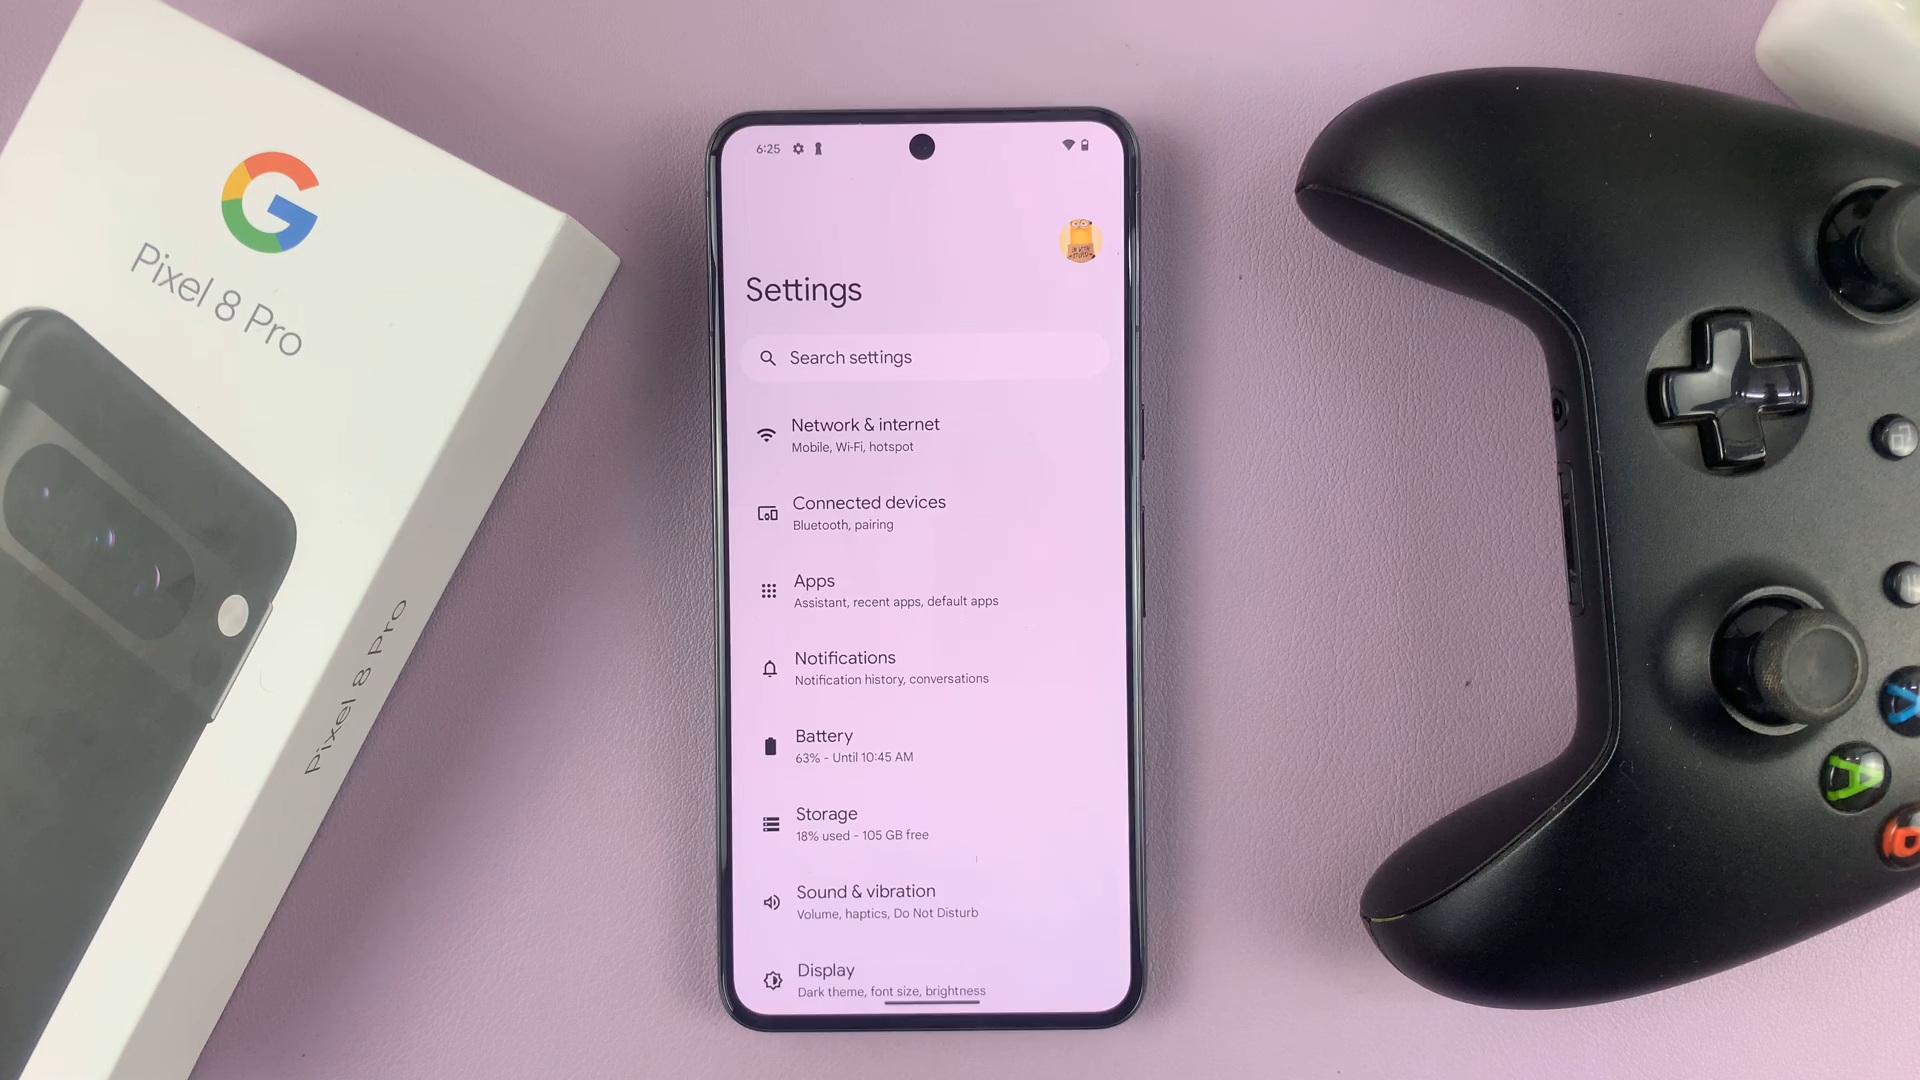 Pixel 8 Pro
Pixel 8 Pro
6:25
Settings
Search settings
Network & internet
Mobile, Wi-Fi, hotspot
Connected devices
Bluetooth, pairing
Apps
Assistant, recent apps, default apps
Notifications
Notification history, conversations
Battery
63% - Until 10:45 AM
Storage
18% used - 105 GB free
Sound & vibration
Volume, haptics, Do Not Disturb
Display
Dark theme, font size, brightness
X
A
B